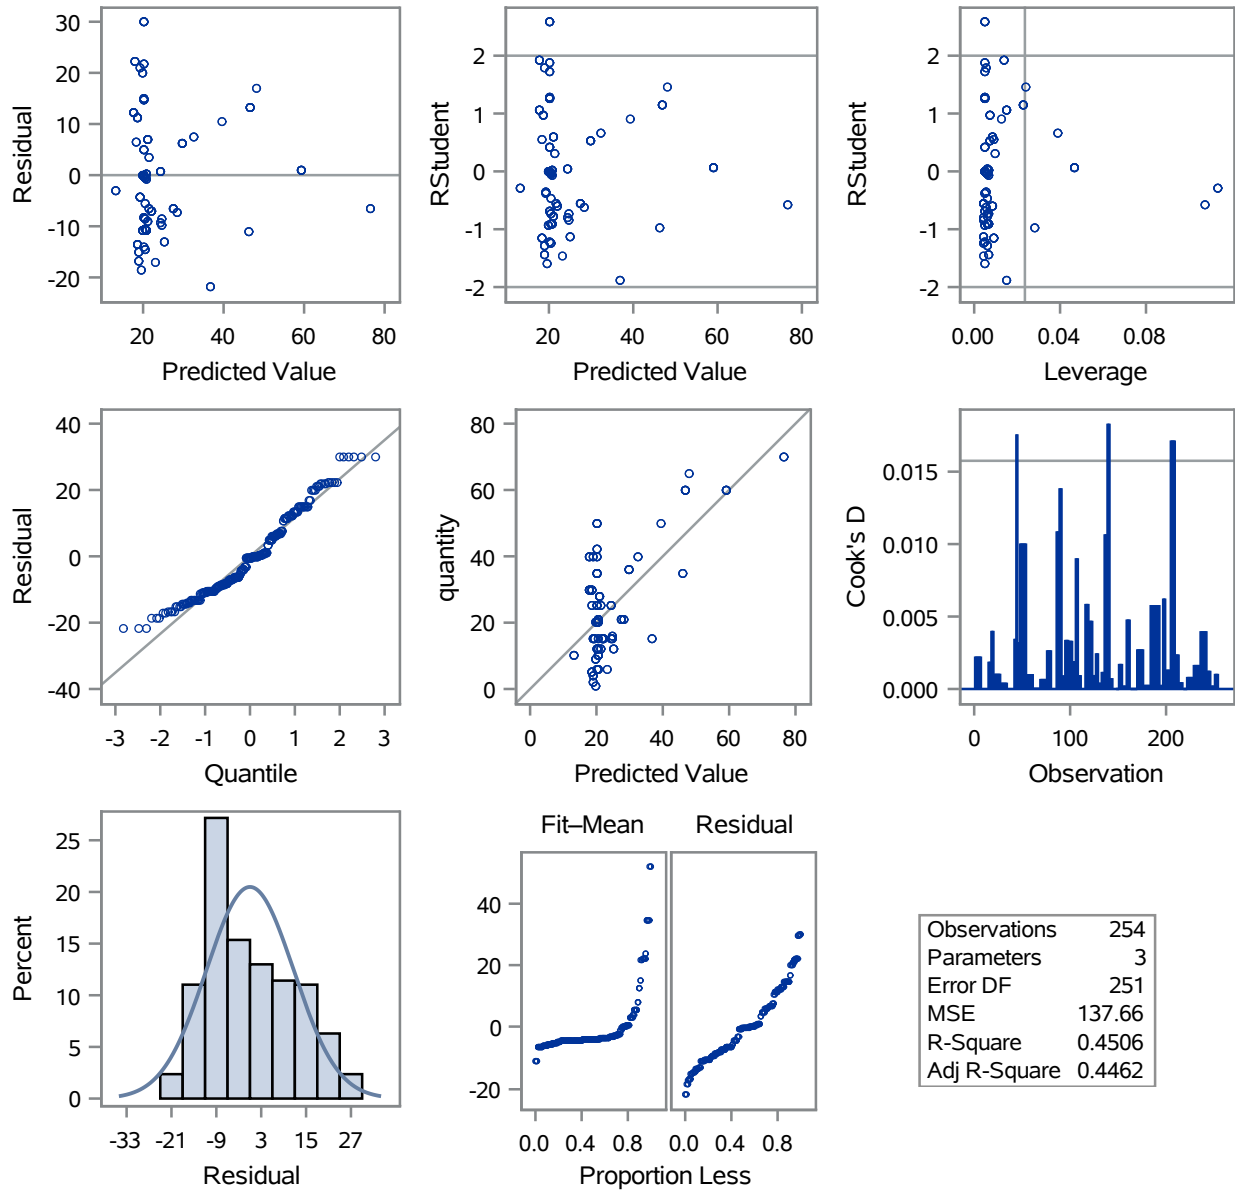 30
20
10
0
-10
-20
Residual
20 40 60 80
Predicted Value
2
1
0
-1
-2
RStudent
20 40 60 80
Predicted Value
2
1
0
-1
-2
RStudent
0.00 0.04 0.08
Leverage
40
20
0
-20
-40
Residual
-3 -2 -1 0 1 2 3
Quantile
80
60
40
20
0
quantity
0 20 40 60 80
Predicted Value
0.015
0.010
0.005
0.000
Cook's D
0 100 200
Observation
25
20
15
10
5
0
Percent
-33 -21 -9 3 15 27
Residual
Fit–Mean Residual
40
20
0
-20
0.0 0.4 0.8 0.0 0.4 0.8
Proportion Less
Observations 254
Parameters 3
Error DF 251
MSE 137.66
R-Square 0.4506
Adj R-Square 0.4462